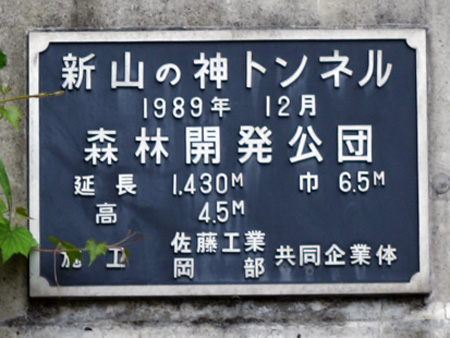 新山の神トンネル
1989年 12月
森林開発公団
延長 1,430M 巾 6.5M
高 4.5M
施工 佐藤工業 共同企業体
岡部